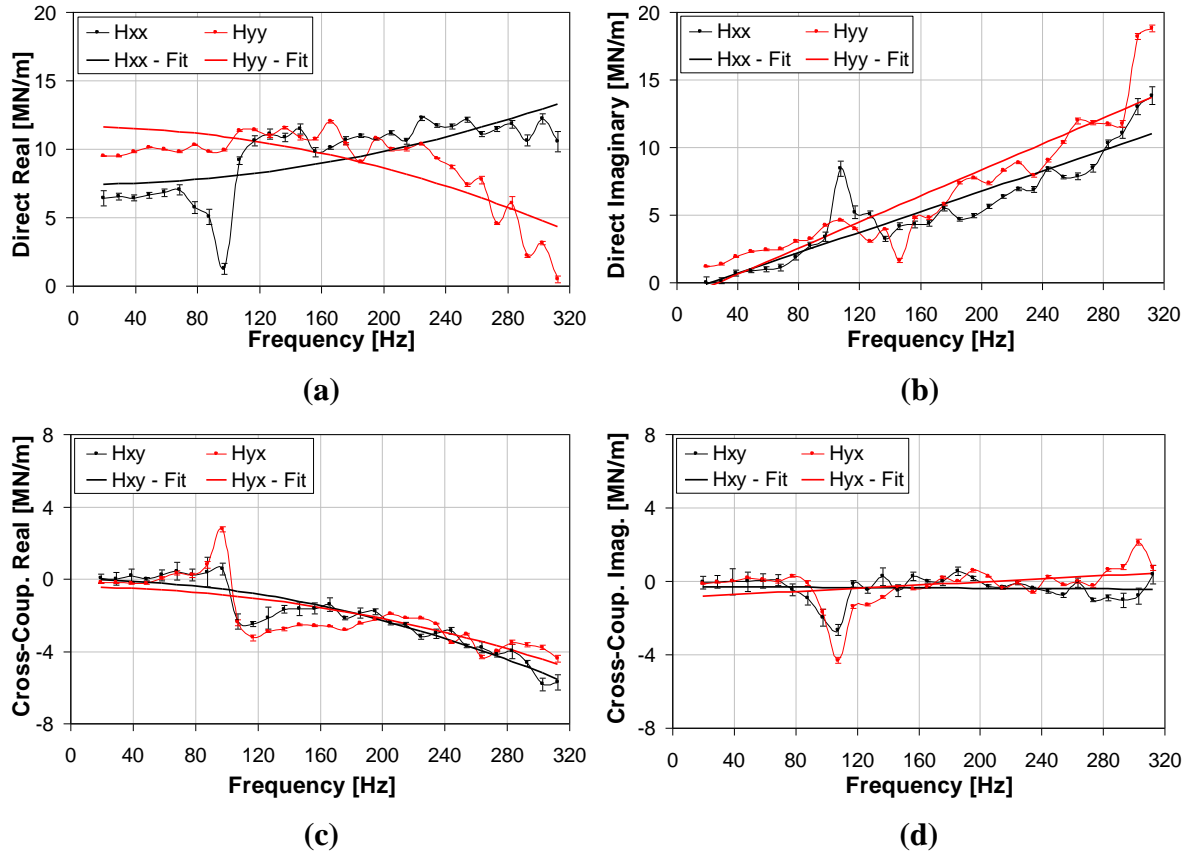 Direct Real [MN/m]
20
15
10
5
0
Hxx
Hyy
Hxx - Fit
Hyy - Fit
0 40 80 120 160 200 240 280 320
Frequency [Hz]
(a)
Direct Imaginary [MN/m]
20
15
10
5
0
Hxx
Hyy
Hxx - Fit
Hyy - Fit
0 40 80 120 160 200 240 280 320
Frequency [Hz]
(b)
Cross-Coup. Real [MN/m]
8
4
0
-4
-8
Hxy
Hyx
Hxy - Fit
Hyx - Fit
0 40 80 120 160 200 240 280 320
Frequency [Hz]
(c)
Cross-Coup. Imag. [MN/m]
8
4
0
-4
-8
Hxy
Hyx
Hxy - Fit
Hyx - Fit
0 40 80 120 160 200 240 280 320
Frequency [Hz]
(d)